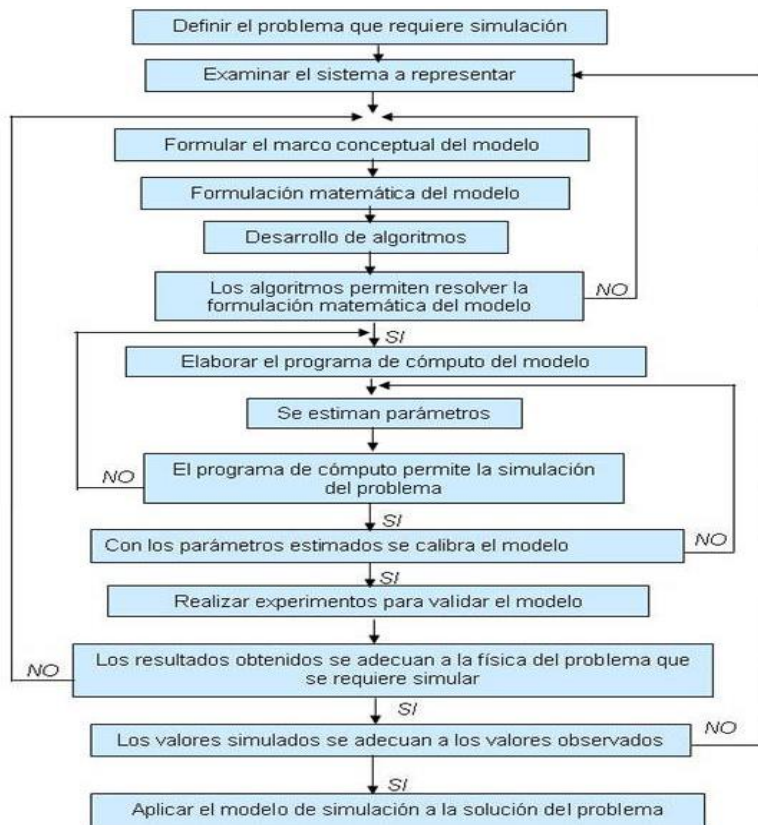 Definir el problema que requiere simulación
Examinar el sistema a representar
Formular el marco conceptual del modelo
Formulación matemática del modelo
Desarrollo de algoritmos
Los algoritmos permiten resolver la
formulación matemática del modelo
NO
SI
Elaborar el programa de cómputo del modelo
Se estiman parámetros
El programa de cómputo permite la simulación
del problema
NO
SI
Con los parámetros estimados se calibra el modelo
NO
SI
Realizar experimentos para validar el modelo
Los resultados obtenidos se adecuan a la física del problema que
se requiere simular
NO
SI
Los valores simulados se adecuan a los valores observados
NO
SI
Aplicar el modelo de simulación a la solución del problema